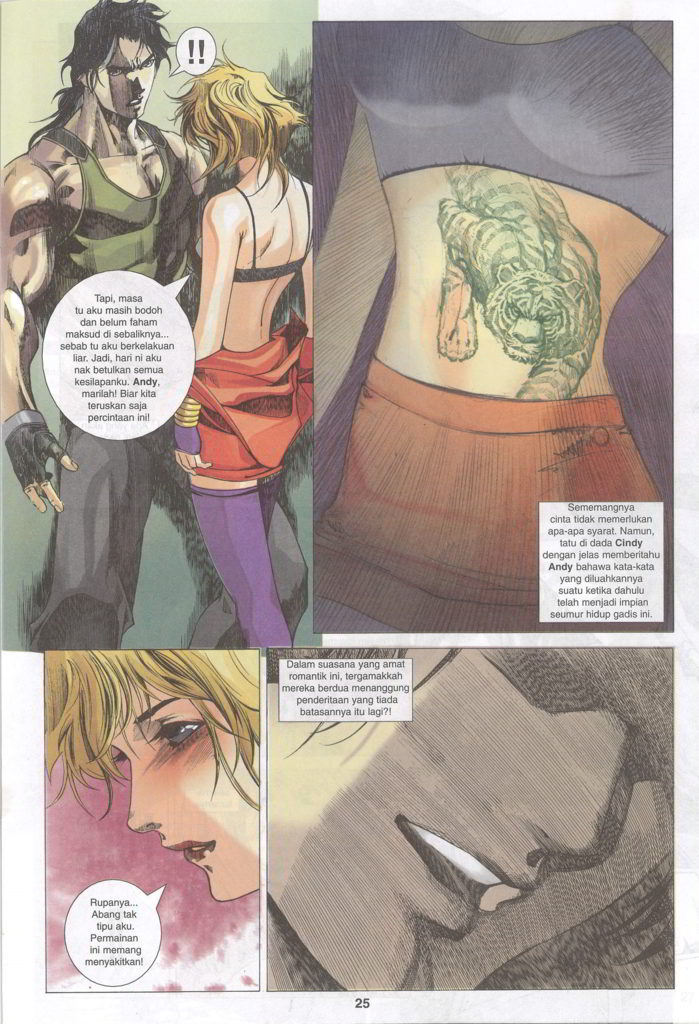 !!
Tapi, masa
tu aku masih bodoh
dan belum faham
maksud di sebaliknya...
sebab tu aku berkelakuan
liar. Jadi, hari ni aku
nak betulkan semua
kesilapanku. Andy,
marilah! Biar kita
teruskan saja
percintaan ini!
Sememangnya
cinta tidak memerlukan
apa-apa syarat. Namun,
tatu di dada Cindy
dengan jelas memberitahu
Andy bahawa kata-kata
yang diluahkannya
suatu ketika dahulu
telah menjadi impian
seumur hidup gadis ini.
Rupanya...
Abang tak
tipu aku.
Permainan
ini memang
menyakitkan!
Dalam suasana yang amat
romantik ini, tergamakkah
mereka berdua menanggung
penderitaan yang tiada
batasannya itu lagi?!
25